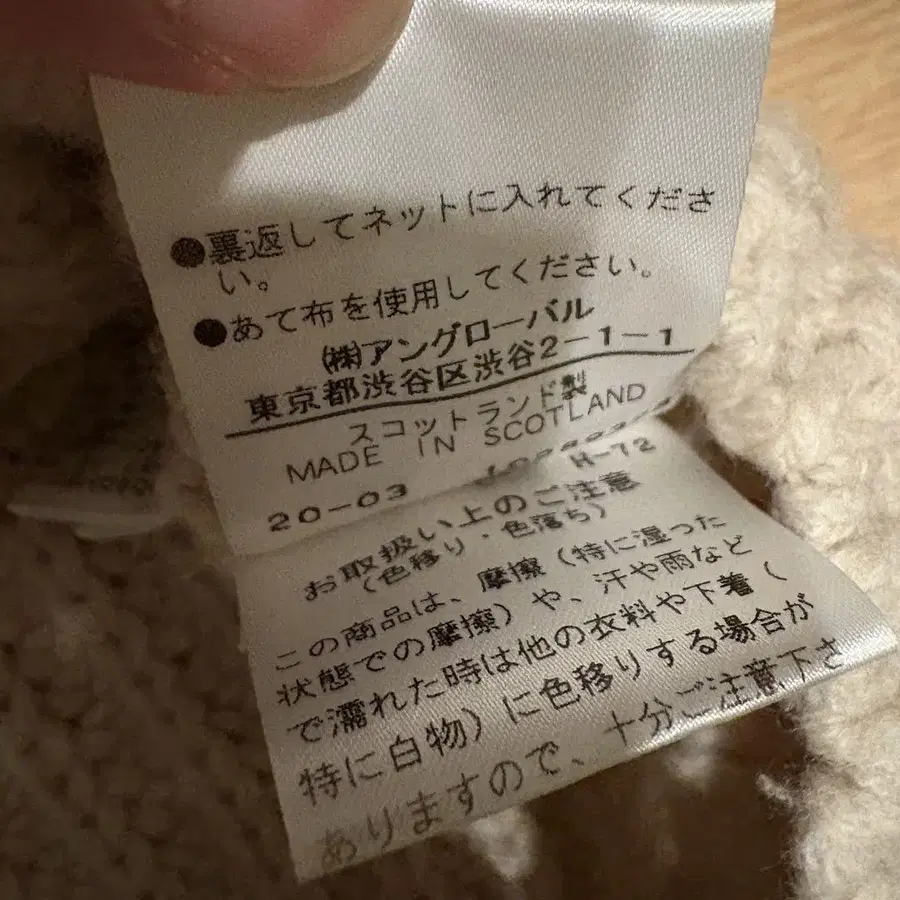 ●裏返してネットに入れてくださ
い。
●あて布を使用してください。
㈱アングローバル
東京都渋谷区渋谷2-1-1
スコットランド製
MADE IN SCOTLAND
20-03
H-72
お取扱い上のご注意
(色移り・色落ち)
この商品は、摩擦(特に湿った
状態での摩擦)や、汗や雨など
で濡れた時は他の衣料や下着(
特に白物)に色移りする場合が
ありますので、十分ご注意下さ